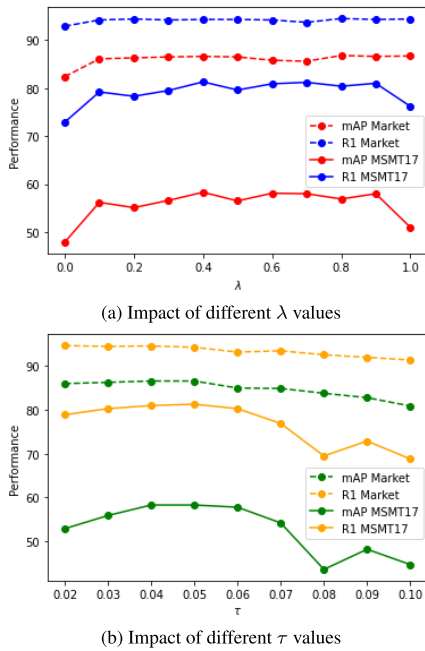 90
80
70
60
50
Performance
mAP Market
R1 Market
mAP MSMT17
R1 MSMT17
0.0 0.2 0.4 0.6 0.8 1.0
λ
(a) Impact of different λ values
90
80
70
60
50
Performance
mAP Market
R1 Market
mAP MSMT17
R1 MSMT17
0.02 0.03 0.04 0.05 0.06 0.07 0.08 0.09 0.10
τ
(b) Impact of different τ values